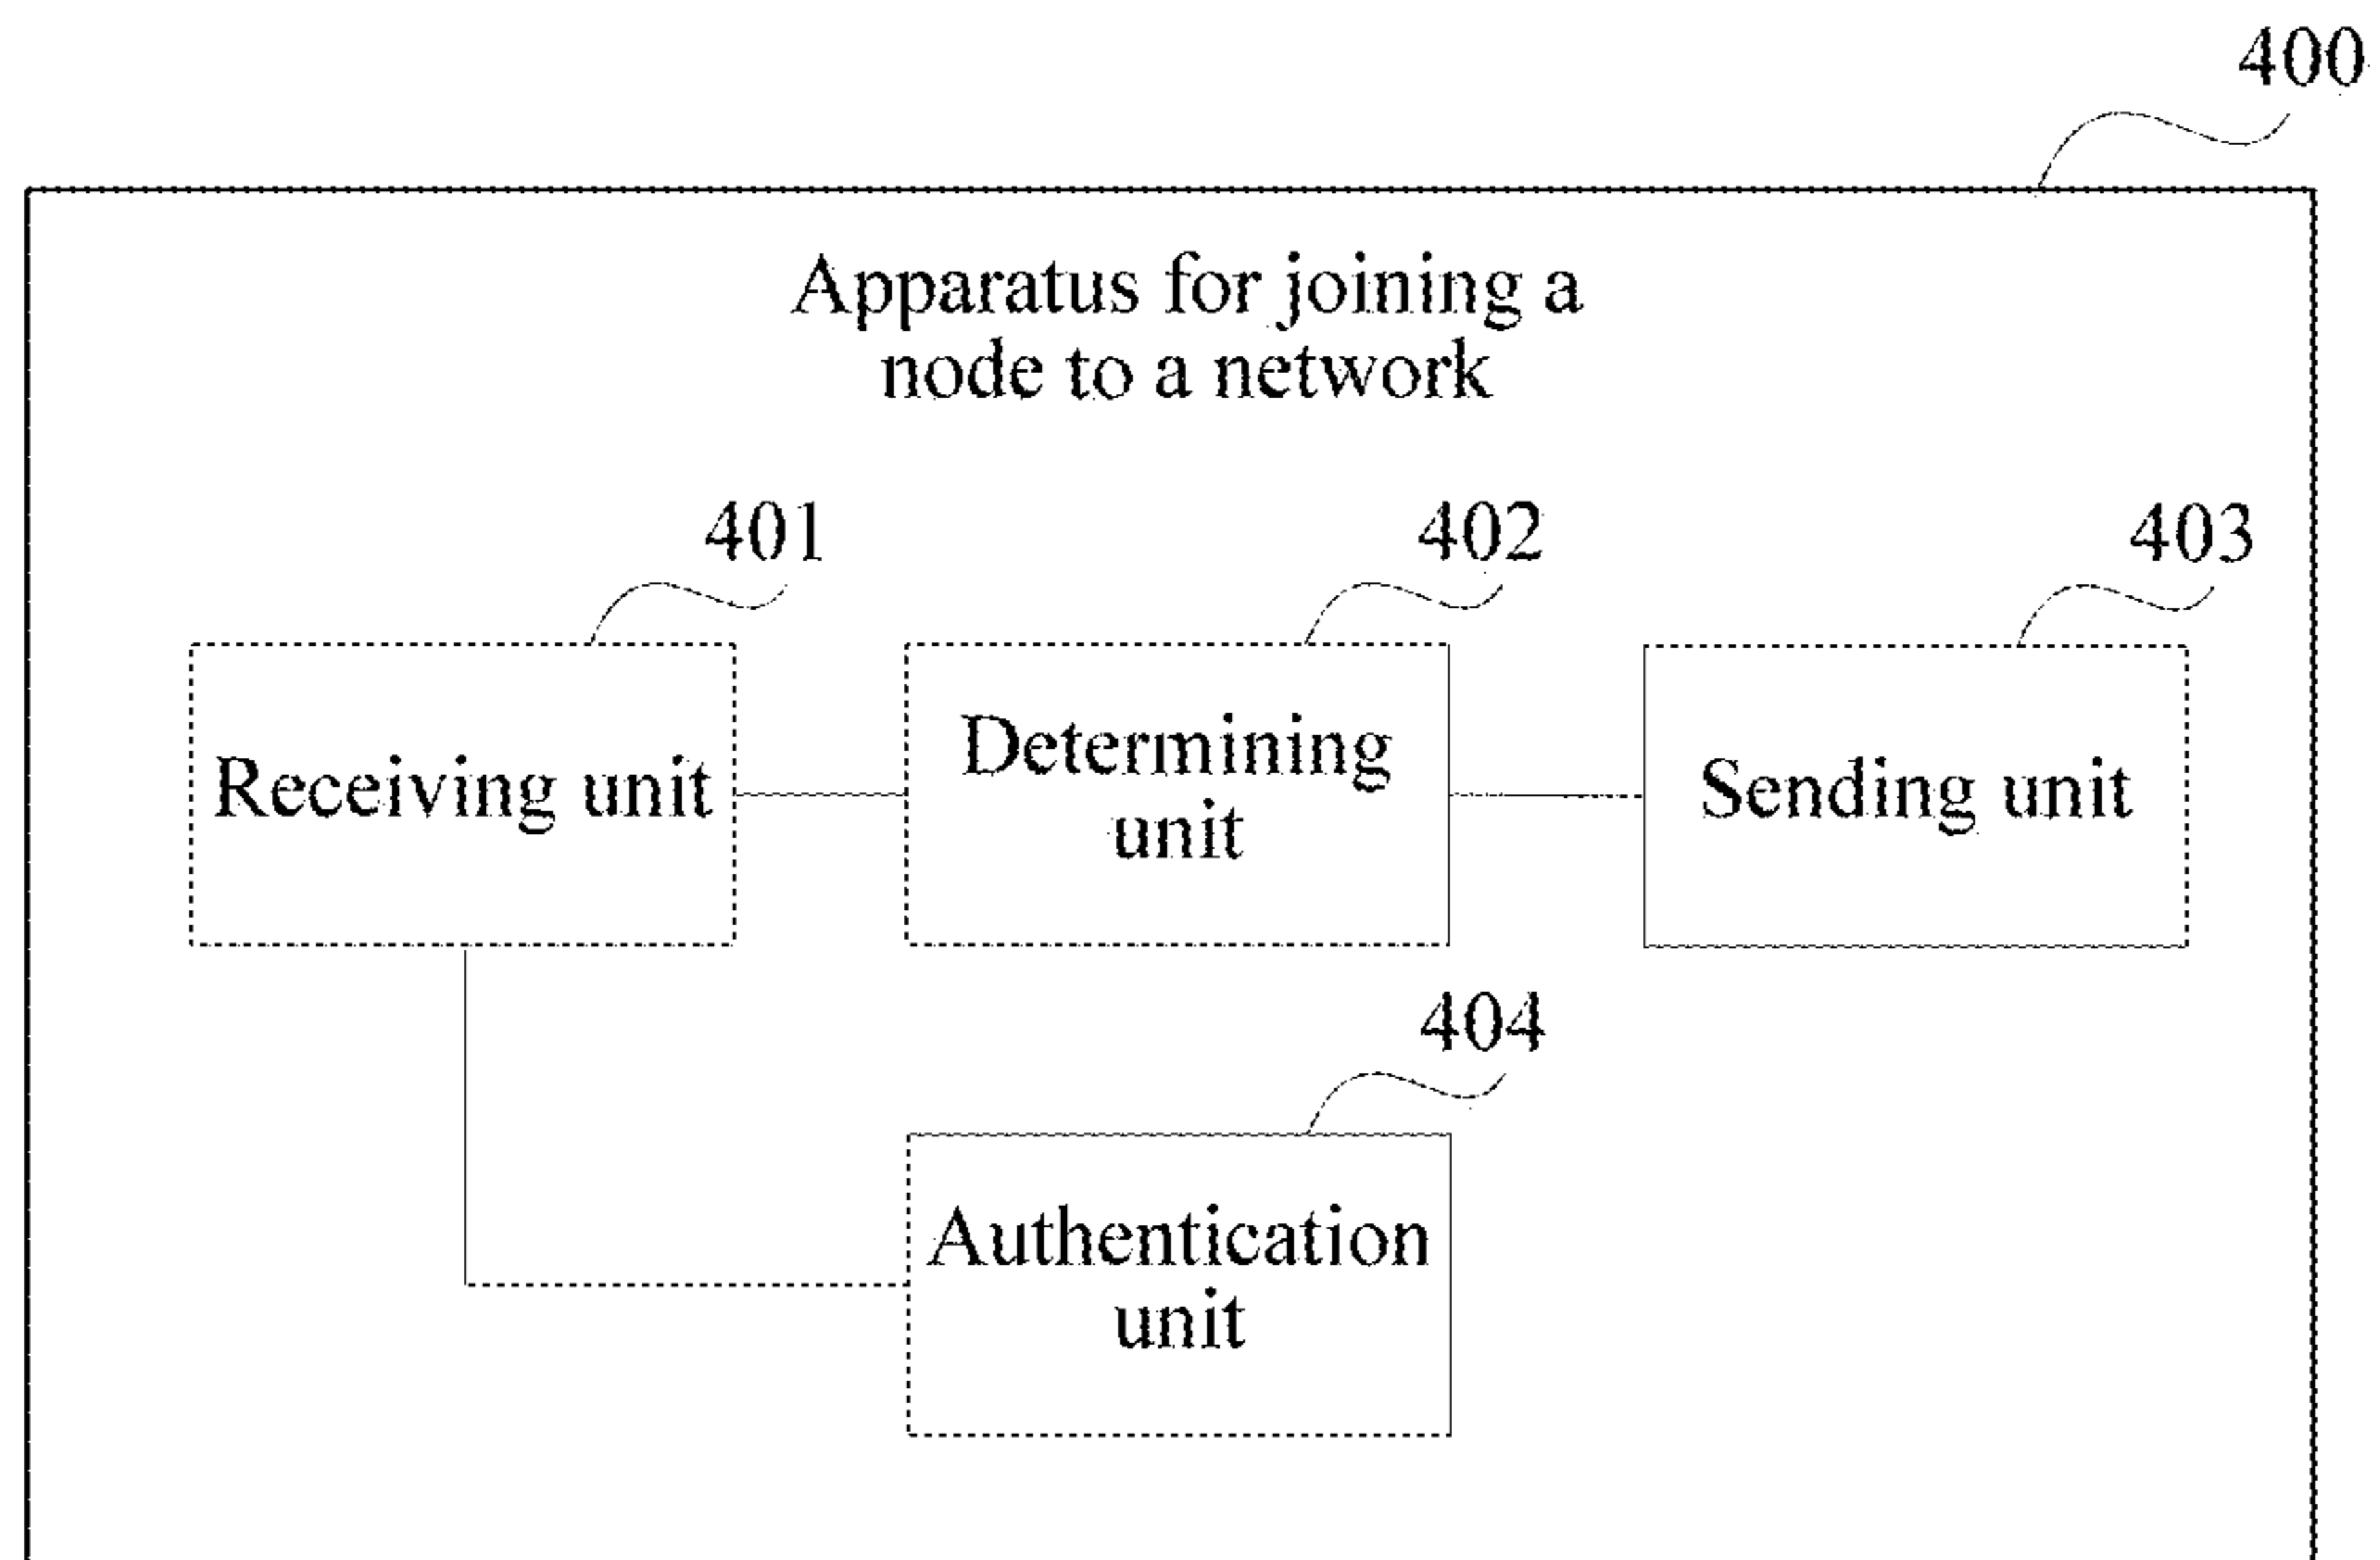 400
Apparatus for joining a
node to a network
401
402
403
Receiving unit
Determining
unit
Sending unit
404
Authentication
unit